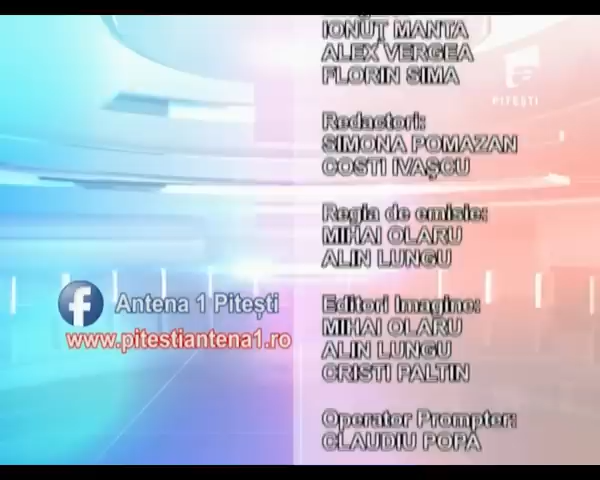 IONUȚ MANTA
ALEX VERGEA
FLORIN SIMA
PITEȘTI
Redactori:
SIMONA POMAZAN
COSTI IVAȘCU
Regia de emisie:
MIHAI OLARU
ALIN LUNGU
Antena 1 Pitești
www.pitestiantena1.ro
Editori Imagine:
MIHAI OLARU
ALIN LUNGU
CRISTI PALTIN
Operator Prompter:
CLAUDIU POPA